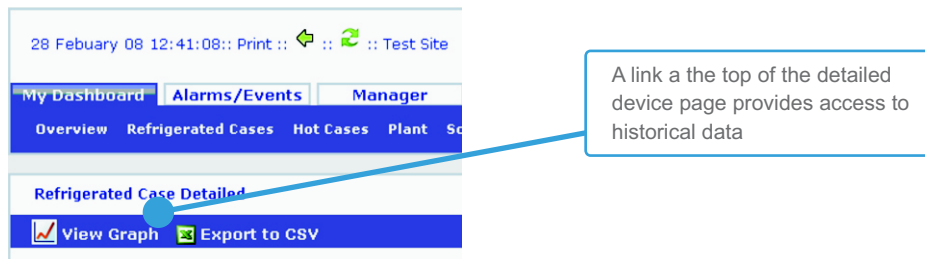 28 Febuary 08 12:41:08:: Print :: :: :: Test Site
My Dashboard Alarms/Events Manager
Overview Refrigerated Cases Hot Cases Plant
Refrigerated Case Detailed
View Graph Export to CSV
A link a the top of the detailed
device page provides access to
historical data